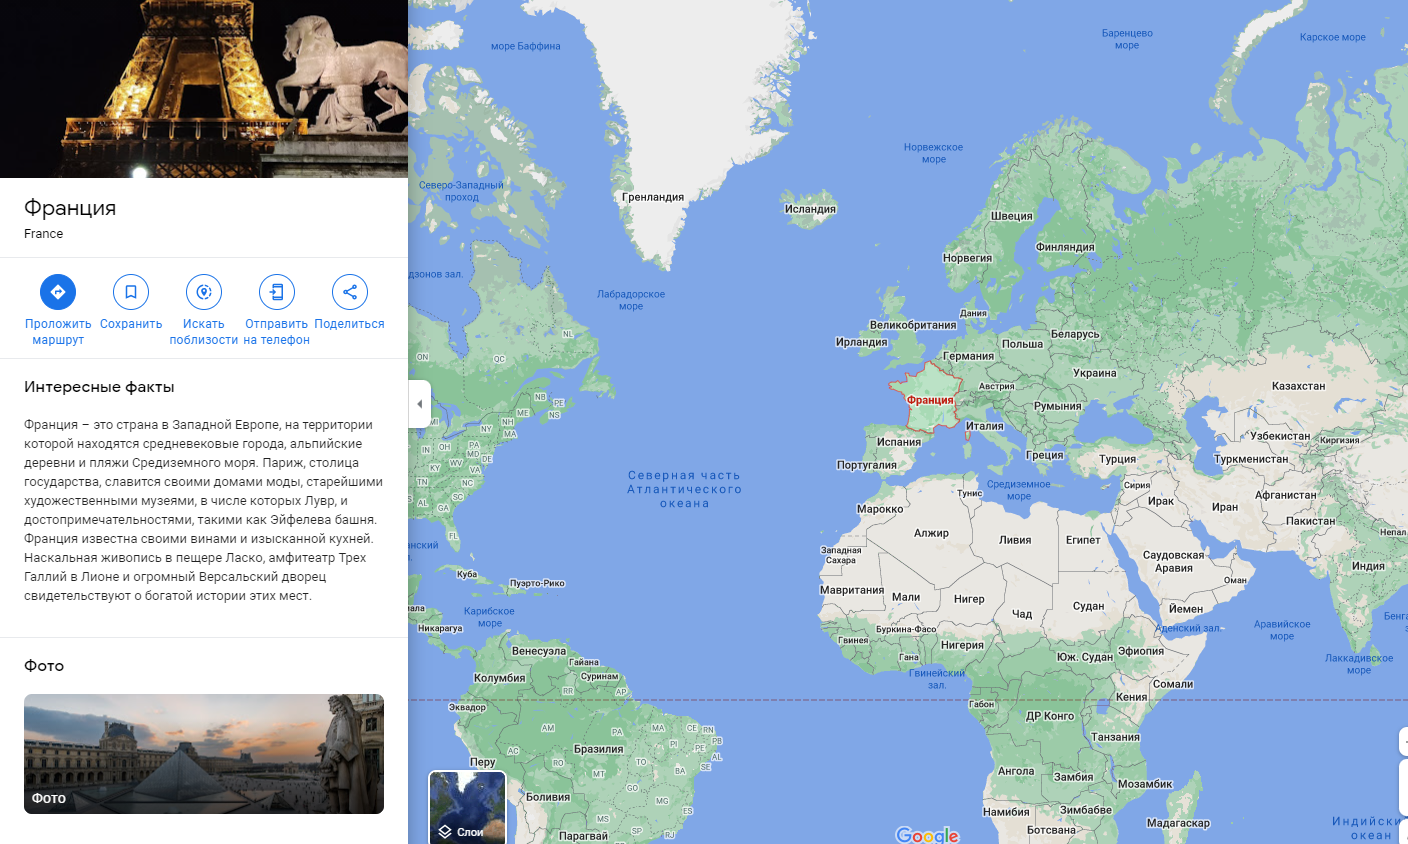 Франция
France
Проложить
маршрут
Сохранить
Искать
поблизости
Отправить
на телефон
Поделиться
Интересные факты
Франция – это страна в Западной Европе, на территории
которой находятся средневековые города, альпийские
деревни и пляжи Средиземного моря. Париж, столица
государства, славится своими домами моды, старейшими
художественными музеями, в числе которых Лувр, и
достопримечательностями, такими как Эйфелева башня.
Франция известна своими винами и изысканной кухней.
Наскальная живопись в пещере Ласко, амфитеатр Трех
Галлий в Лионе и огромный Версальский дворец
свидетельствуют о богатой истории этих мест.
Фото
Фото
море Баффина
Баренцево
море
Карское море
Норвежское
море
Северо-Западный
проход
Гренландия
Исландия
Швеция
Финляндия
Норвегия
дзонов зал.
Лабрадорское
море
Дания
Великобритания
Ирландия
Беларусь
Польша
Германия
NL
ON
QC
Украина
Австрия
Казахстан
Франция
Румыния
NB
PE
NS
ME
NH
MA
NY
MI
Италия
Испания
Узбекистан
Киргизия
Греция
Турция
Туркменистан
Португалия
IN
OH
PA
MD
DE
WV
VA
KY
NC
TN
SC
AL
GA
FL
Северная часть
Атлантического
океана
Средиземное
море
Тунис
Сирия
Ирак
Иран
Афганистан
Пакистан
Марокко
Алжир
Ливия
Египет
Непал
Западная
Сахара
Саудовская
Аравия
Индия
Оман
Куба
Пуэрто-Рико
Мавритания
Мали
Нигер
Чад
Судан
Йемен
Карибское
море
Никарагуа
Буркина-Фасо
Гвинея
Аденский зал.
Аравийское
море
Венесуэла
Гайана
Суринам
Колумбия
Гана
Нигерия
Юж. Судан
Эфиопия
Лаккадивское
море
Гвинейский
зал.
Сомали
RR
AP
Кения
Эквадор
Габон
ДР Конго
AM
PA
MA
CE
RN
PB
PI
PE
AL
SE
Танзания
Бразилия
AC
RO
TO
BA
MT
Перу
Ангола
Замбия
Мозамбик
GO
MG
ES
Боливия
Намибия
Зимбабве
MS
SP
RJ
Ботсвана
Мадагаскар
Индийски
океан
Парагвай
Слои
Google